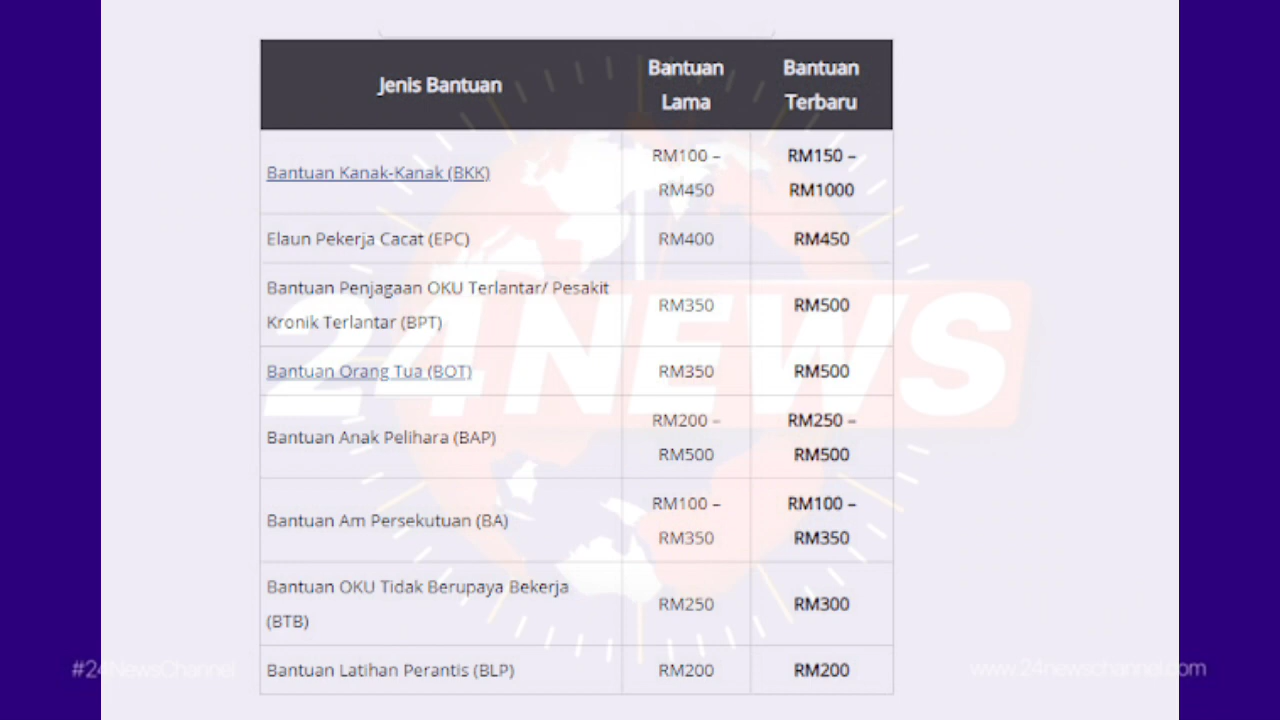 Jenis Bantuan
Bantuan
Lama
Bantuan
Terbaru
Bantuan Kanak-Kanak (BKK)
RM100 –
RM450
RM150 –
RM1000
Elaun Pekerja Cacat (EPC)
RM400
RM450
Bantuan Penjagaan OKU Terlantar/ Pesakit
Kronik Terlantar (BPT)
RM350
RM500
Bantuan Orang Tua (BOT)
RM350
RM500
Bantuan Anak Pelihara (BAP)
RM200 –
RM500
RM250 –
RM500
Bantuan Am Persekutuan (BA)
RM100 –
RM350
RM100 –
RM350
Bantuan OKU Tidak Berupaya Bekerja
(BTB)
RM250
RM300
Bantuan Latihan Perantis (BLP)
RM200
RM200
24NEWS
#24NewsChannel
www.24newschannel.com